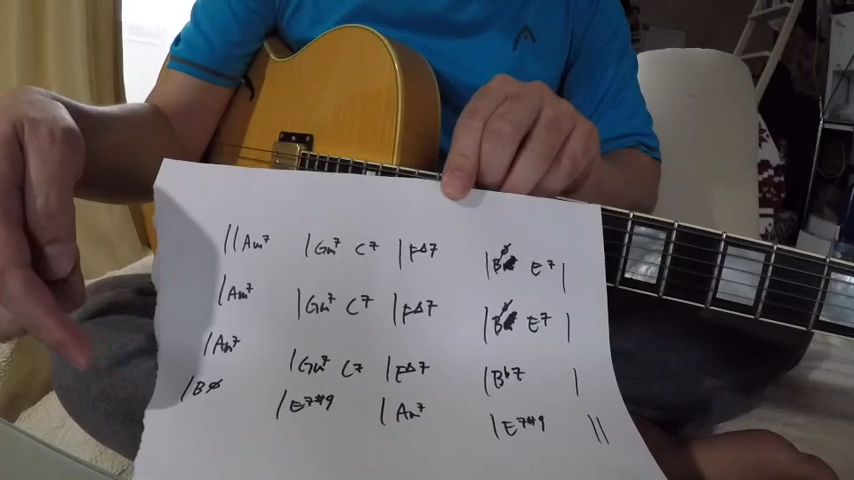 ||Am7 |Gm7 C7 |F△7 |Bø E7|
|Am7 |Gm7 C7 |F△7 |Bø E7|
|Am7 |Gm7 C7 |F△7 |Bb7 |
|Bø |E7#9 |Am7 |E7#9 ||